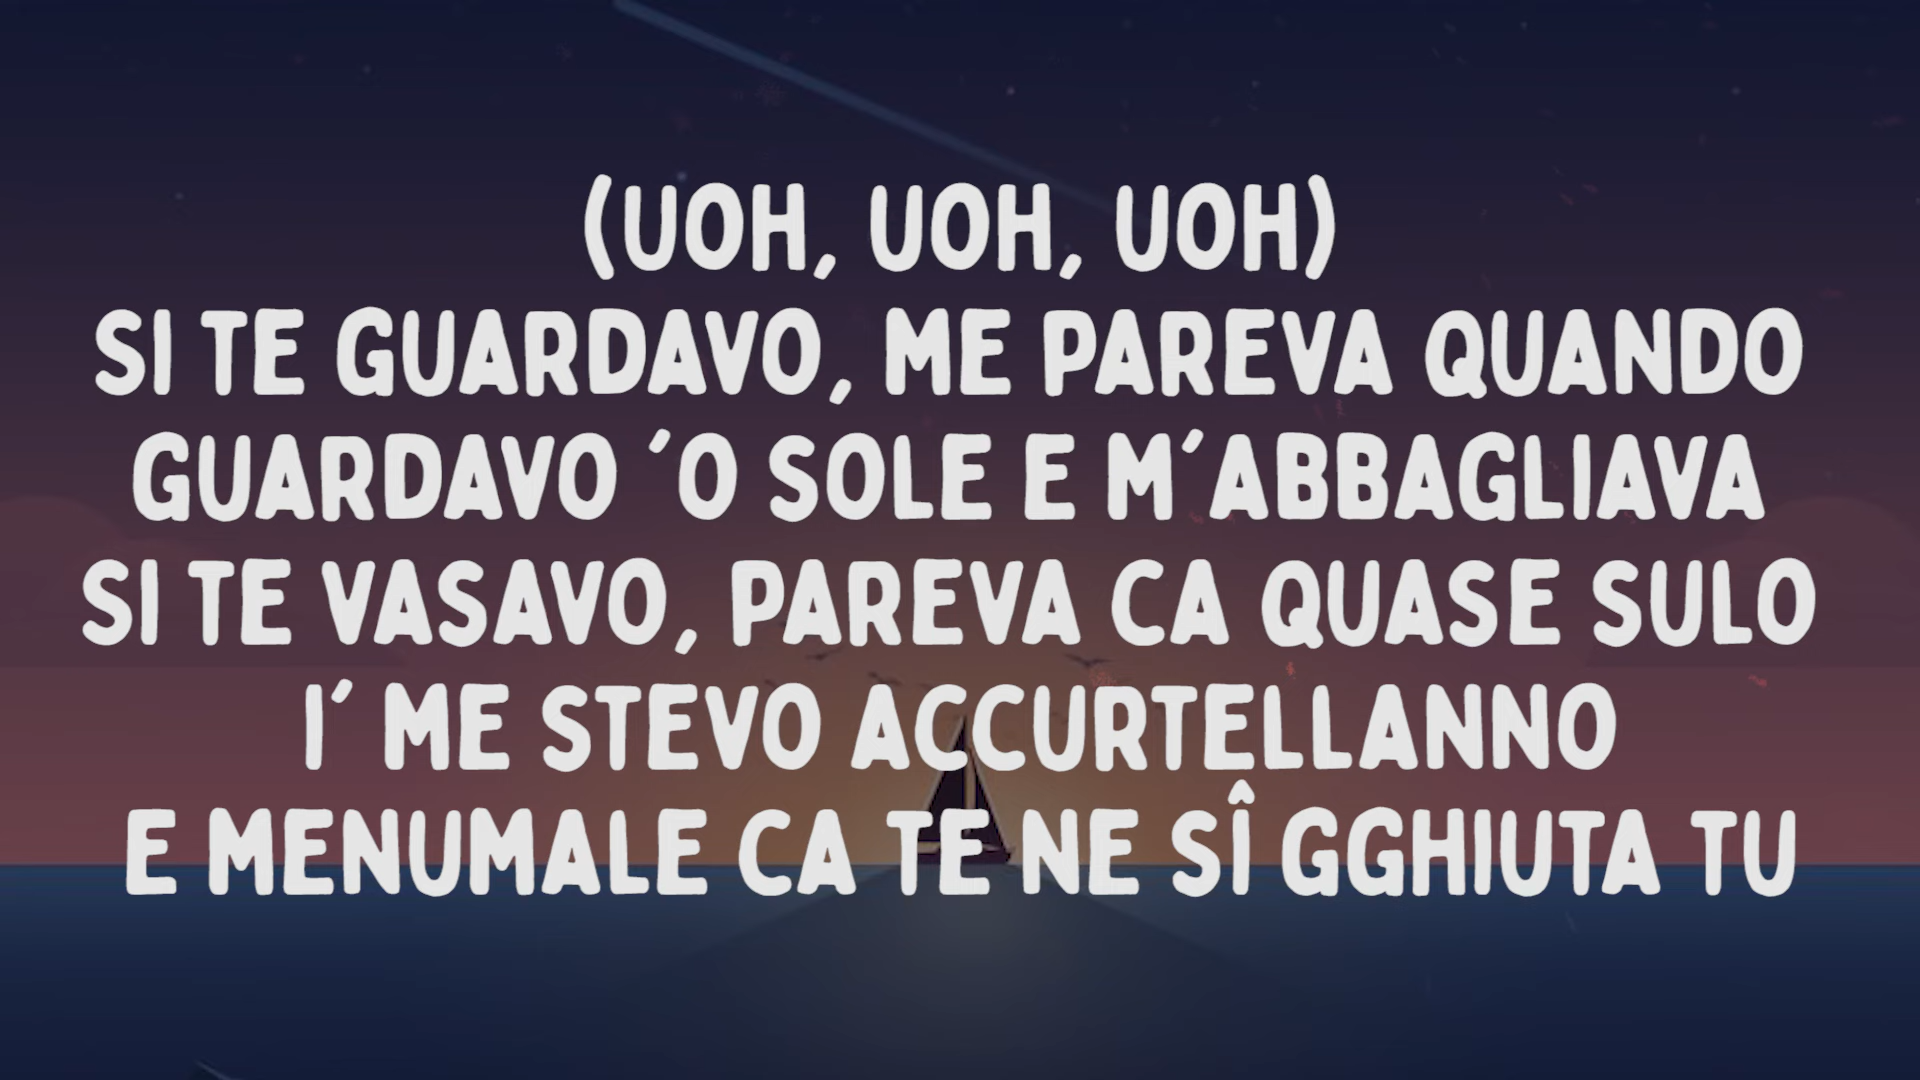 (UOH, UOH, UOH)
SI TE GUARDAVO, ME PAREVA QUANDO
GUARDAVO 'O SOLE E M'ABBAGLIAVA
SI TE VASAVO, PAREVA CA QUASE SULO
I' ME STEVO ACCURTELLANNO
E MENUMALE CA TE NE SÎ GGHIUTA TU